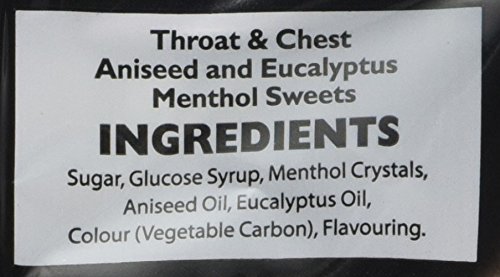 Throat & Chest
Aniseed and Eucalyptus
Menthol Sweets
INGREDIENTS
Sugar, Glucose Syrup, Menthol Crystals,
Aniseed Oil, Eucalyptus Oil,
Colour (Vegetable Carbon), Flavouring.